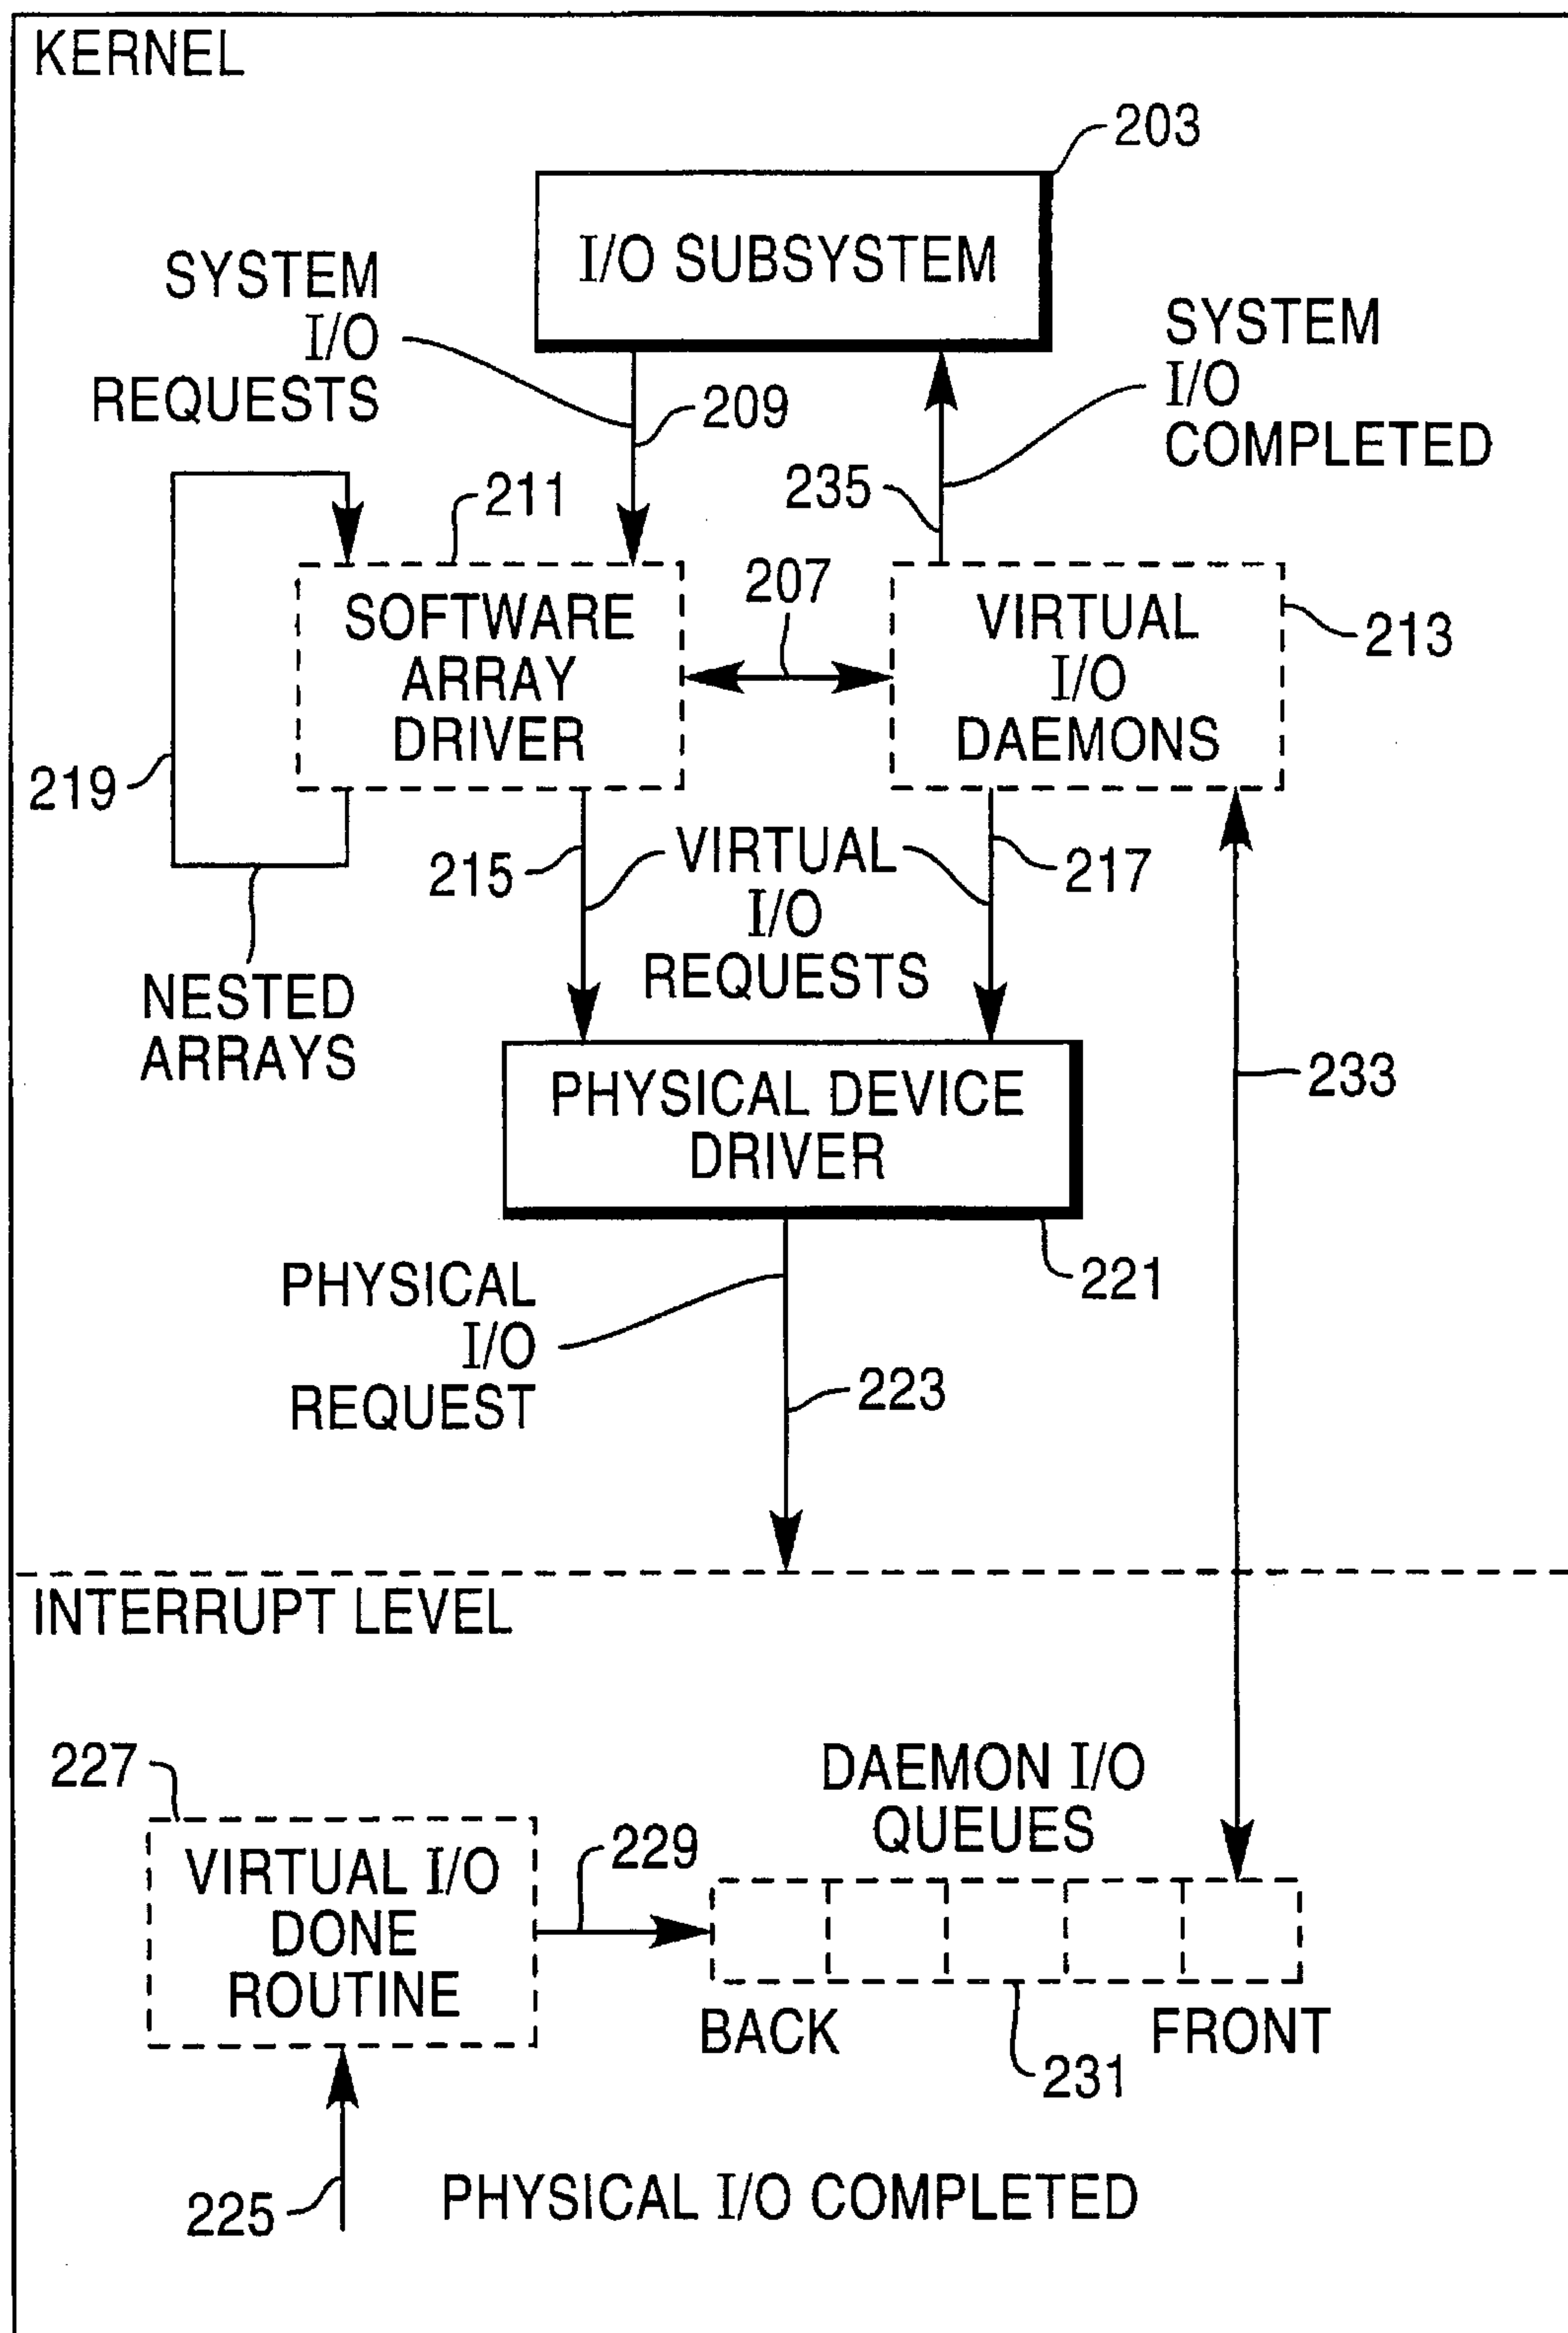 KERNEL
203
I/O SUBSYSTEM
SYSTEM
I/O
REQUESTS
209
SYSTEM
I/O
COMPLETED
235
211
207
SOFTWARE
ARRAY
DRIVER
VIRTUAL
I/O
DAEMONS
213
219
215
VIRTUAL
I/O
REQUESTS
217
NESTED
ARRAYS
PHYSICAL DEVICE
DRIVER
233
221
PHYSICAL
I/O
REQUEST
223
INTERRUPT LEVEL
227
VIRTUAL I/O
DONE
ROUTINE
229
DAEMON I/O
QUEUES
BACK
FRONT
231
225
PHYSICAL I/O COMPLETED